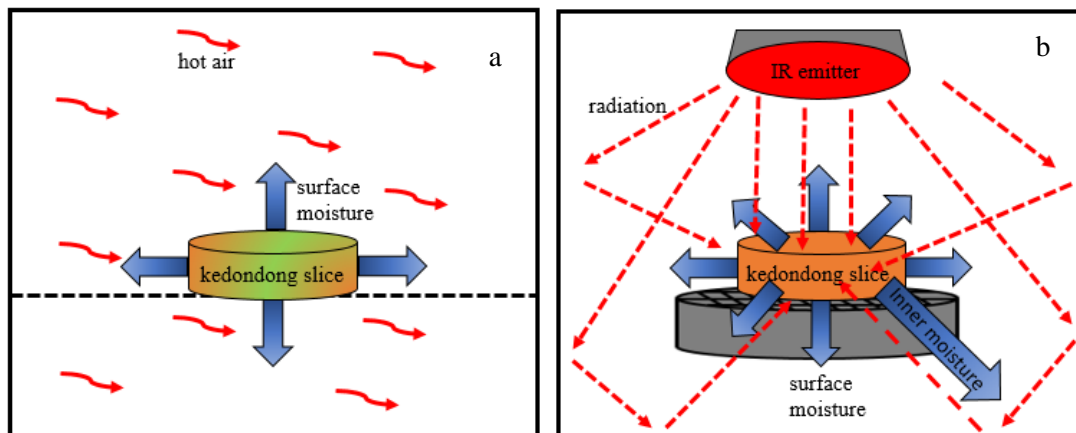 a
hot air
surface
moisture
kedondong slice
b
IR emitter
radiation
kedondong slice
Inner moisture
surface
moisture